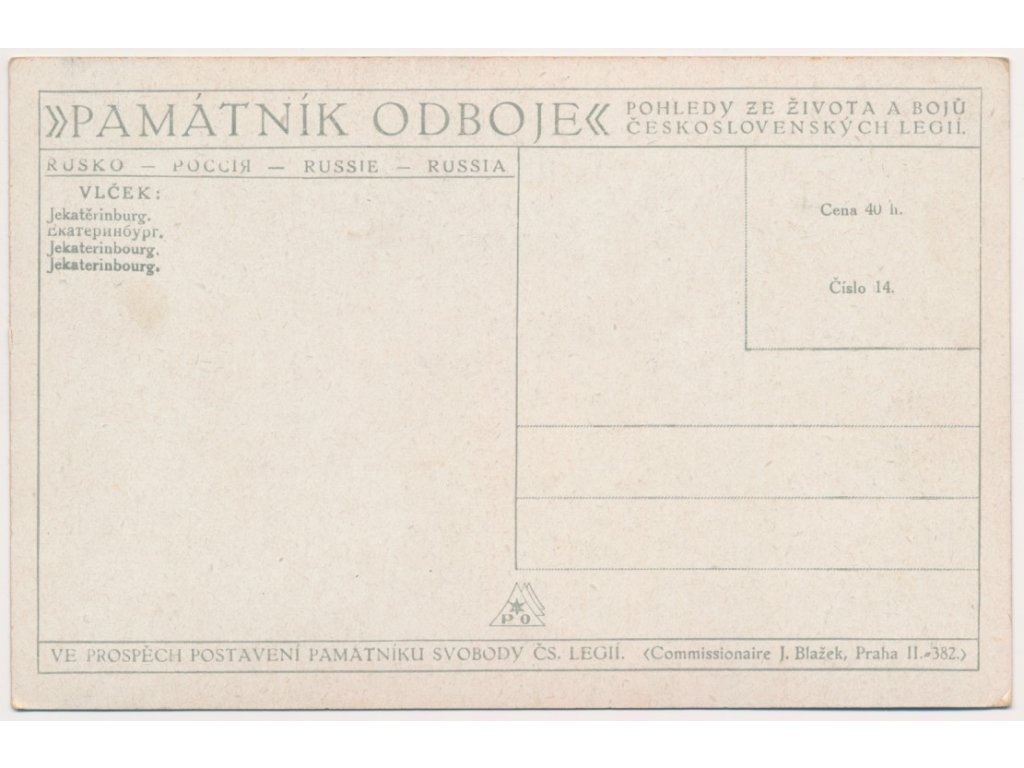 »PAMÁTNÍK ODBOJE«
POHLEDY ZE ŽIVOTA A BOJŮ
ČESKOSLOVENSKÝCH LEGIÍ.
RUSKO — РОССІЯ — RUSSIE — RUSSIA
VLČEK:
Jekatěrinburg.
Екатеринбург.
Jekaterinbourg.
Jekaterinbourg.
Cena 40 h.
Číslo 14.
PO
VE PROSPĚCH POSTAVENÍ PAMÁTNÍKU SVOBODY ČS. LEGIÍ. (Commissionaire J. Blažek, Praha II.-382.)